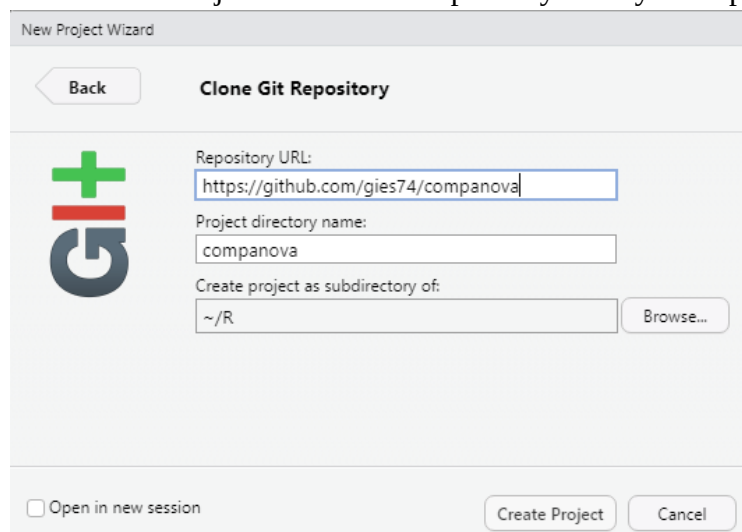 New Project Wizard
Back
Clone Git Repository
Repository URL:
https://github.com/gies74/companova
Project directory name:
companova
Create project as subdirectory of:
~/R
Browse...
GIt
Open in new session
Create Project
Cancel